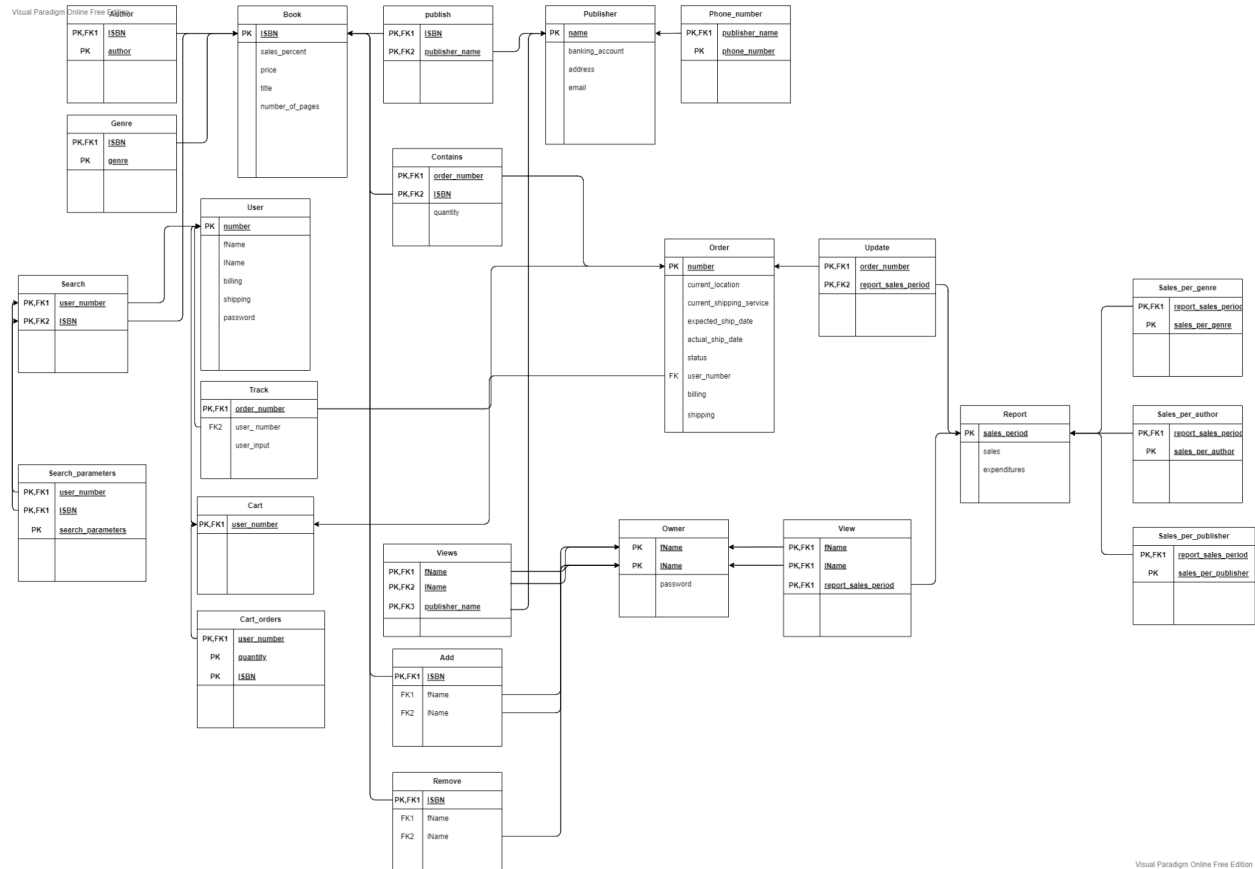 Visual Paradigm Online Free Edition
Author
PK,FK1 ISBN
PK author
Book
PK ISBN
sales_percent
price
title
number_of_pages
publish
PK,FK1 ISBN
PK,FK2 publisher_name
Publisher
PK name
banking_account
address
email
Phone_number
PK,FK1 publisher_name
PK phone_number
Genre
PK,FK1 ISBN
PK genre
Contains
PK,FK1 order_number
PK,FK2 ISBN
quantity
User
PK number
fName
lName
billing
shipping
password
Order
PK number
current_location
current_shipping_service
expected_ship_date
actual_ship_date
status
FK user_number
billing
shipping
Update
PK,FK1 order_number
PK,FK2 report_sales_period
Search
PK,FK1 user_number
PK,FK2 ISBN
Sales_per_genre
PK,FK1 report_sales_period
PK sales_per_genre
Track
PK,FK1 order_number
FK2 user_ number
user_input
Report
PK sales_period
sales
expenditures
Sales_per_author
PK,FK1 report_sales_period
PK sales_per_author
Search_parameters
PK,FK1 user_number
PK,FK1 ISBN
PK search_parameters
Cart
PK,FK1 user_number
Views
PK,FK1 fName
PK,FK2 lName
PK,FK3 publisher_name
Owner
PK fName
PK lName
password
View
PK,FK1 fName
PK,FK1 lName
PK,FK1 report_sales_period
Sales_per_publisher
PK,FK1 report_sales_period
PK sales_per_publisher
Cart_orders
PK,FK1 user_number
PK quantity
PK ISBN
Add
PK,FK1 ISBN
FK1 fName
FK2 lName
Remove
PK,FK1 ISBN
FK1 fName
FK2 lName
Visual Paradigm Online Free Edition